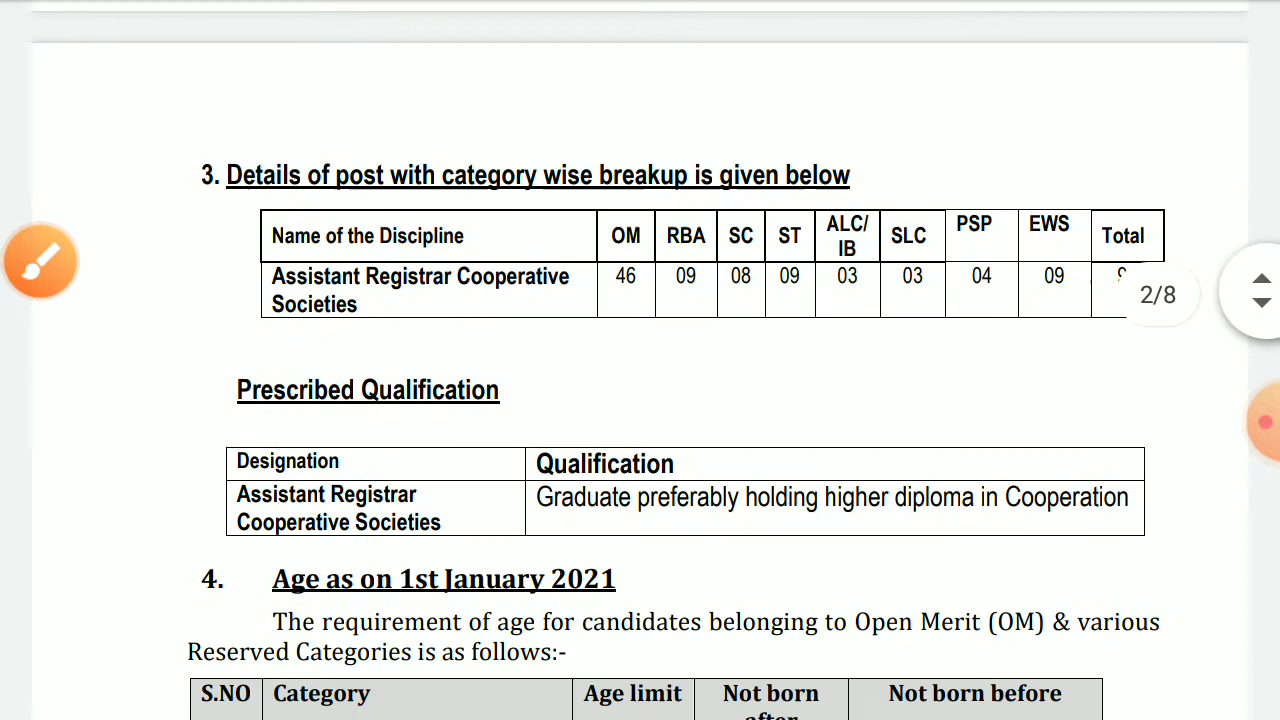 3. Details of post with category wise breakup is given below
Name of the Discipline OM RBA SC ST ALC/ IB SLC PSP EWS Total
Assistant Registrar Cooperative Societies 46 09 08 09 03 03 04 09
2/8
Prescribed Qualification
Designation Qualification
Assistant Registrar Cooperative Societies Graduate preferably holding higher diploma in Cooperation
4. Age as on 1st January 2021
The requirement of age for candidates belonging to Open Merit (OM) & various
Reserved Categories is as follows:-
S.NO Category Age limit Not born after Not born before